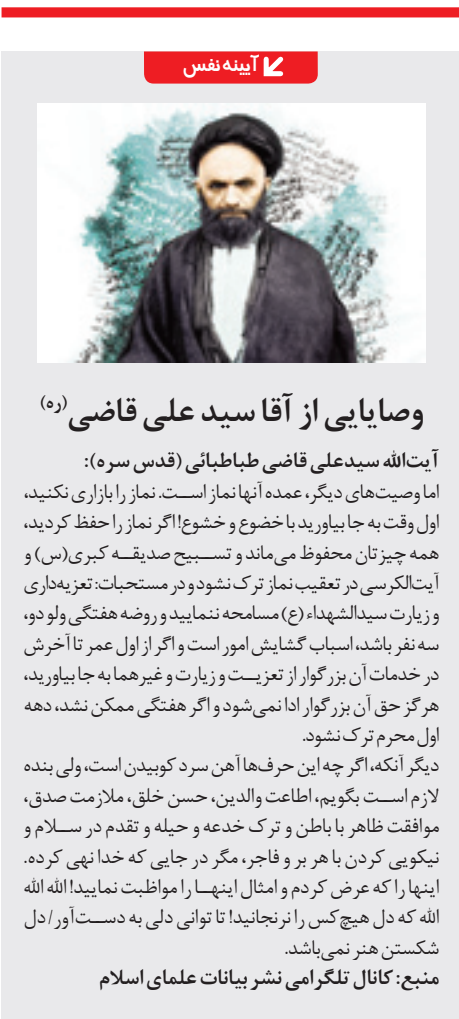 آیینه نفس
وصایایی از آقا سید علی قاضی(ره)
آیت‌الله سیدعلی قاضی طباطبائی (قدس سره):
اما وصیت‌های دیگر، عمده آنها نماز است. نماز را بازاری نکنید،
اول وقت به جا بیاورید با خضوع و خشوع! اگر نماز را حفظ کردید،
همه چیزتان محفوظ می‌ماند و تسبیح صدیقه کبری(س) و
آیت‌الکرسی در تعقیب نماز ترک نشود و در مستحبات: تعزیه‌داری
و زیارت سیدالشهداء(ع) مسامحه ننمایید و روضه هفتگی ولو دو،
سه نفر باشد، اسباب گشایش امور است و اگر از اول عمر تا آخرش
در خدمات آن بزرگوار از تعزیت و زیارت و غیرهما به جا بیاورید،
هرگز حق آن بزرگوار ادا نمی‌شود و اگر هفتگی ممکن نشد، دهه
اول محرم ترک نشود.
دیگر آنکه، اگر چه این حرف‌ها آهن سرد کوبیدن است، ولی بنده
لازم است بگویم، اطاعت والدین، حسن خلق، ملازمت صدق،
موافقت ظاهر با باطن و ترک خدعه و حیله و تقدم در سلام و
نیکویی کردن با هر بر و فاجر، مگر در جایی که خدا نهی کرده.
اینها را که عرض کردم و امثال اینها را مواظبت نمایید! الله الله
الله که دل هیچ‌کس را نرنجانید! تا توانی دلی به دست‌آور / دل
شکستن هنر نمی‌باشد.
منبع: کانال تلگرامی نشر بیانات علمای اسلام